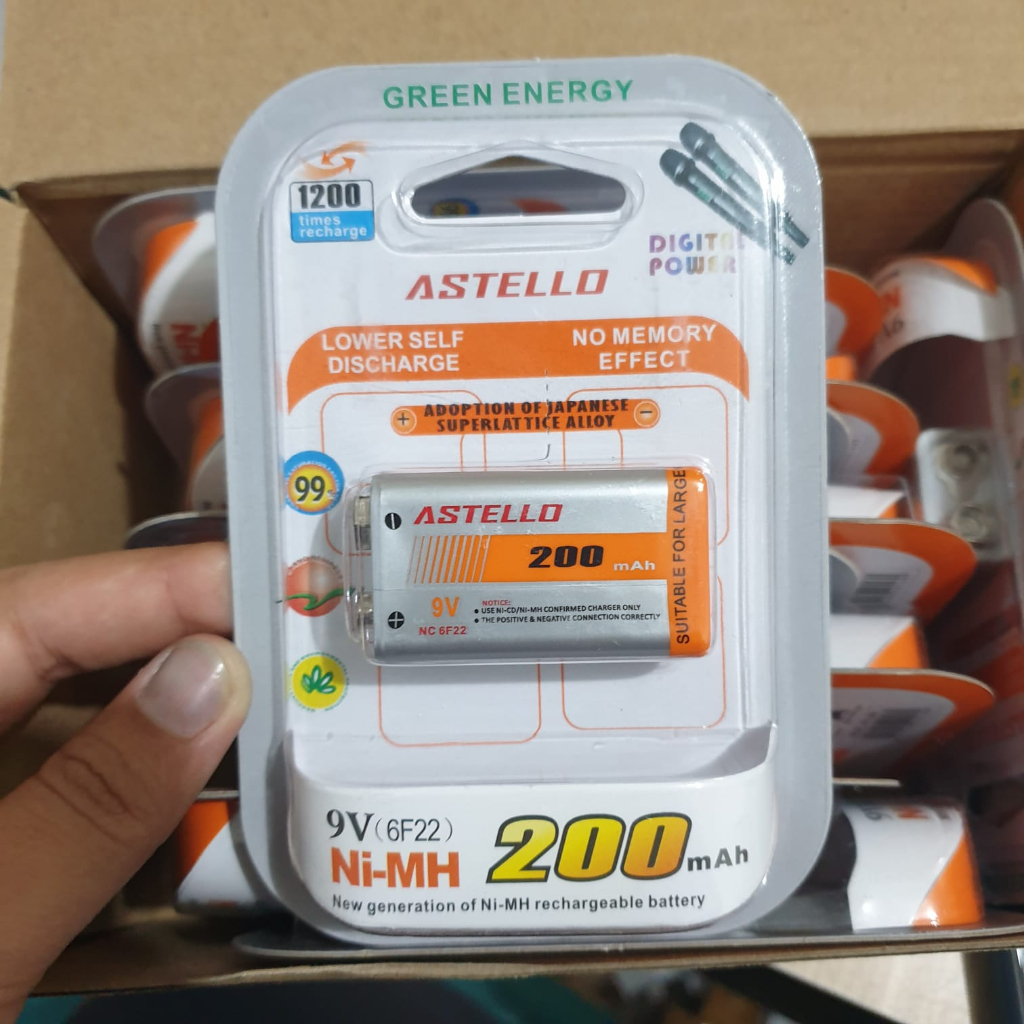 GREEN ENERGY
1200
times
recharge
DIGITAL
POWER
ASTELLO
LOWER SELF
DISCHARGE
NO MEMORY
EFFECT
ADOPTION OF JAPANESE
SUPERLATTICE ALLOY
99
ASTELLO
200 mAh
9V
NC 6F22
NOTICE:
USE NI-CD/NI-MH CONFIRMED CHARGER ONLY
THE POSITIVE & NEGATIVE CONNECTION CORRECTLY
SUITABLE FOR LARGE
9V(6F22)
Ni-MH
200mAh
New generation of Ni-MH rechargeable battery